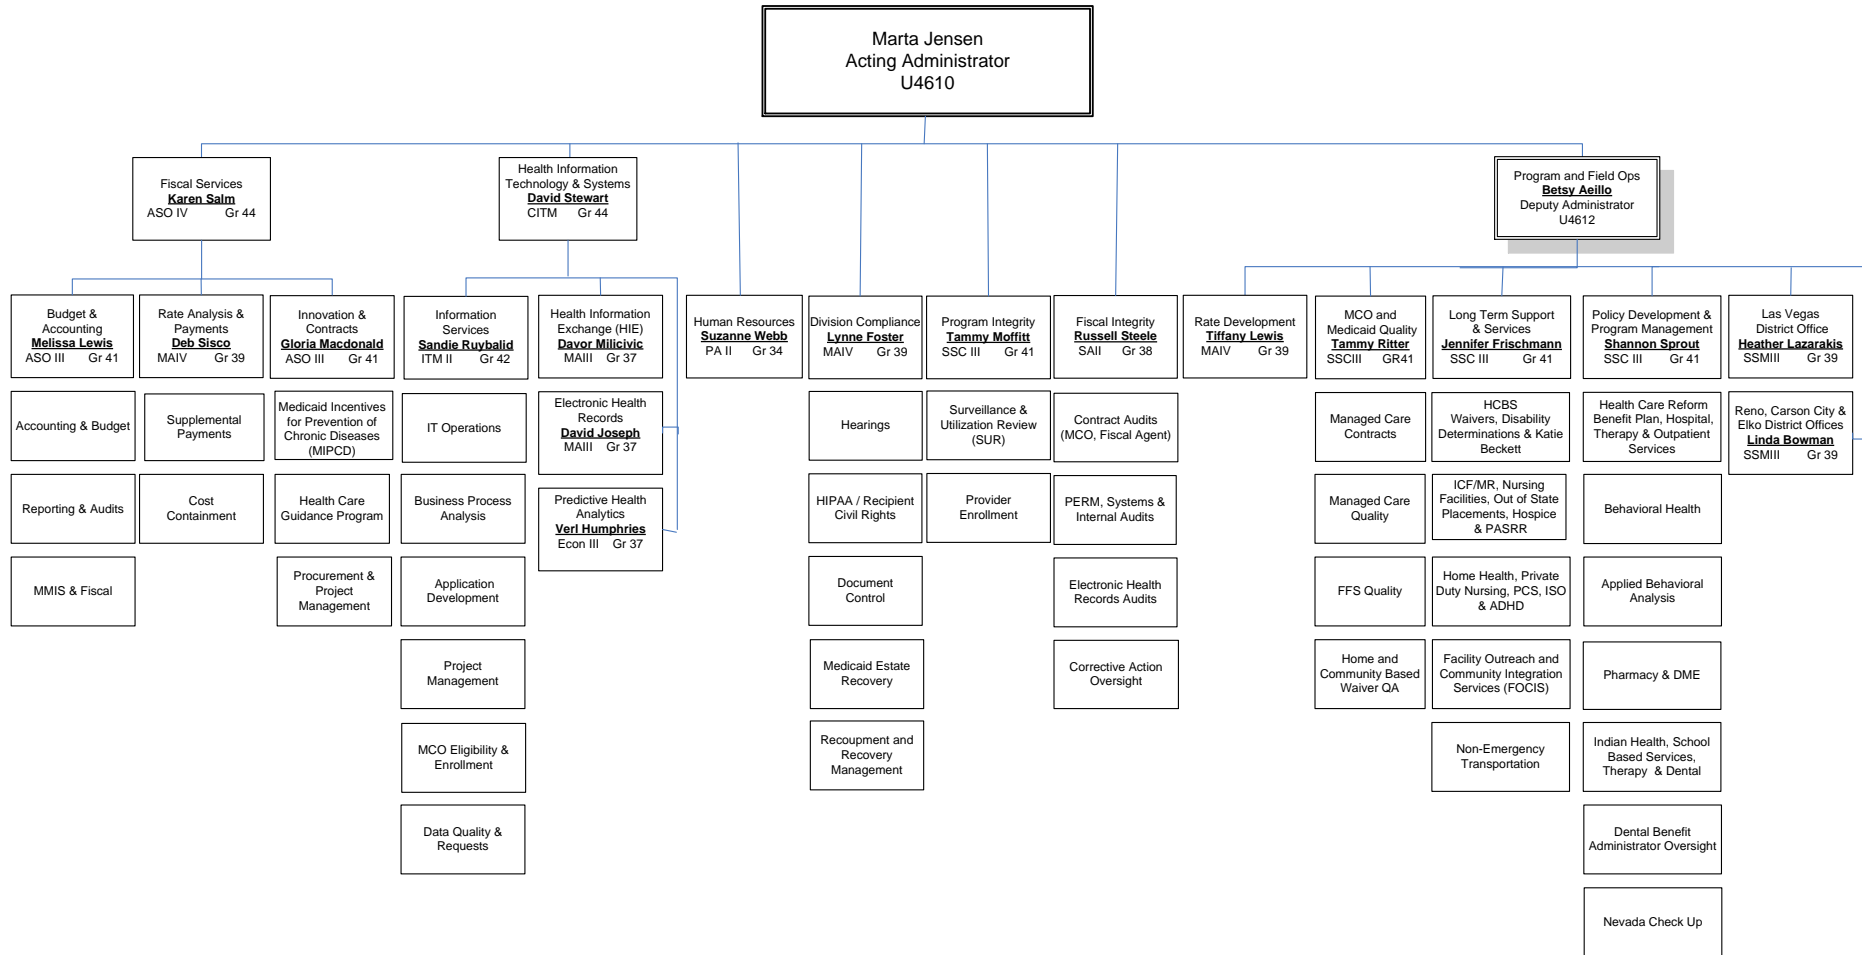 Marta Jensen
Acting Administrator
U4610
Fiscal Services
Karen Salm
ASO IV Gr 44
Health Information
Technology & Systems
David Stewart
CITM Gr 44
Program and Field Ops
Betsy Aeillo
Deputy Administrator
U4612
Budget &
Accounting
Melissa Lewis
ASO III Gr 41
Rate Analysis &
Payments
Deb Sisco
MAIV Gr 39
Innovation &
Contracts
Gloria Macdonald
ASO III Gr 41
Information
Services
Sandie Ruybalid
ITM II Gr 42
Health Information
Exchange (HIE)
Davor Milicivic
MAIII Gr 37
Human Resources
Suzanne Webb
PA II Gr 34
Division Compliance
Lynne Foster
MAIV Gr 39
Program Integrity
Tammy Moffitt
SSC III Gr 41
Fiscal Integrity
Russell Steele
SAII Gr 38
Rate Development
Tiffany Lewis
MAIV Gr 39
MCO and
Medicaid Quality
Tammy Ritter
SSCIII GR41
Long Term Support
& Services
Jennifer Frischmann
SSC III Gr 41
Policy Development &
Program Management
Shannon Sprout
SSC III Gr 41
Las Vegas
District Office
Heather Lazarakis
SSMIII Gr 39
Accounting & Budget
Supplemental
Payments
Medicaid Incentives
for Prevention of
Chronic Diseases
(MIPCD)
IT Operations
Electronic Health
Records
David Joseph
MAIII Gr 37
Hearings
Surveillance &
Utilization Review
(SUR)
Contract Audits
(MCO, Fiscal Agent)
Managed Care
Contracts
HCBS
Waivers, Disability
Determinations & Katie
Beckett
Health Care Reform
Benefit Plan, Hospital,
Therapy & Outpatient
Services
Reno, Carson City &
Elko District Offices
Linda Bowman
SSMIII Gr 39
Reporting & Audits
Cost
Containment
Health Care
Guidance Program
Business Process
Analysis
Predictive Health
Analytics
Verl Humphries
Econ III Gr 37
HIPAA / Recipient
Civil Rights
Provider
Enrollment
PERM, Systems &
Internal Audits
Managed Care
Quality
ICF/MR, Nursing
Facilities, Out of State
Placements, Hospice
& PASRR
Behavioral Health
MMIS & Fiscal
Procurement &
Project
Management
Application
Development
Document
Control
Electronic Health
Records Audits
FFS Quality
Home Health, Private
Duty Nursing, PCS, ISO
& ADHD
Applied Behavioral
Analysis
Project
Management
Medicaid Estate
Recovery
Corrective Action
Oversight
Home and
Community Based
Waiver QA
Facility Outreach and
Community Integration
Services (FOCIS)
Pharmacy & DME
MCO Eligibility &
Enrollment
Recoupment and
Recovery
Management
Non-Emergency
Transportation
Indian Health, School
Based Services,
Therapy & Dental
Data Quality &
Requests
Dental Benefit
Administrator Oversight
Nevada Check Up